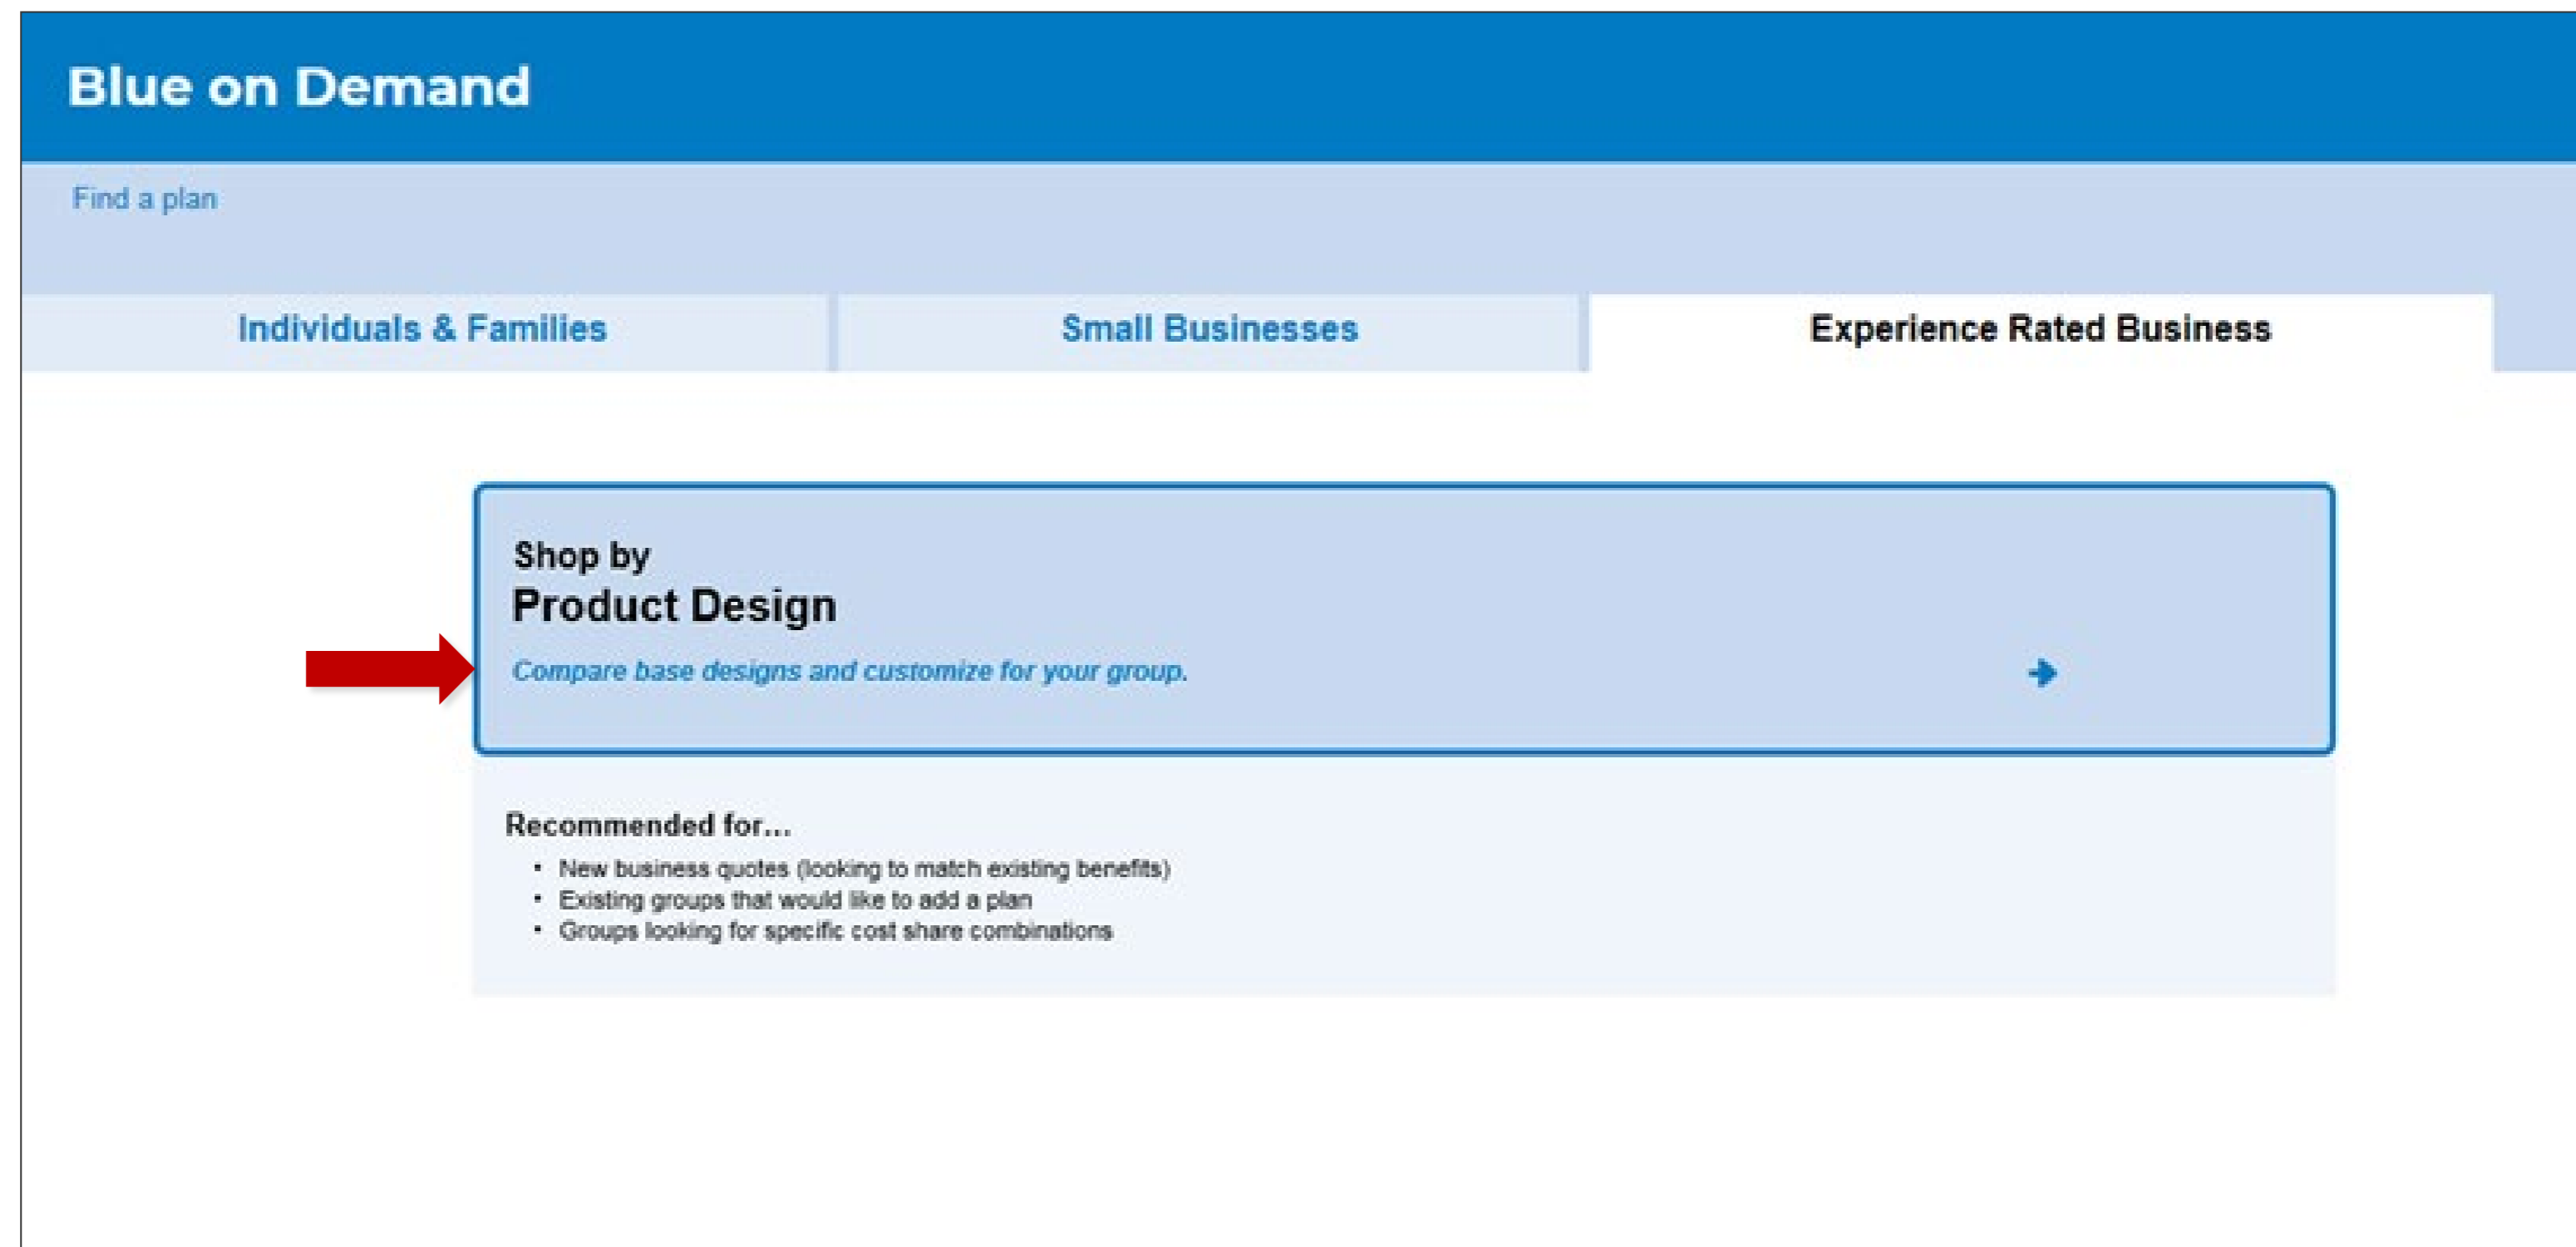 Blue on Demand
Find a plan
Individuals & Families
Small Businesses
Experience Rated Business
Shop by
Product Design
Compare base designs and customize for your group.
Recommended for...
• New business quotes (looking to match existing benefits)
• Existing groups that would like to add a plan
• Groups looking for specific cost share combinations